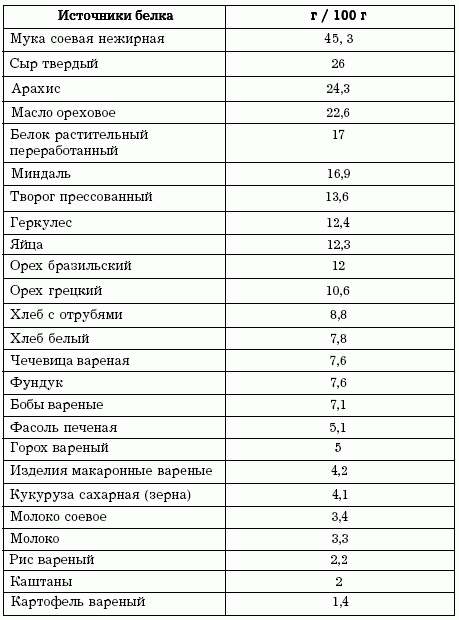 Источники белка г / 100 г
Мука соевая нежирная 45, 3
Сыр твердый 26
Арахис 24,3
Масло ореховое 22,6
Белок растительный 17
переработанный
Миндаль 16,9
Творог прессованный 13,6
Геркулес 12,4
Яйца 12,3
Орех бразильский 12
Орех грецкий 10,6
Хлеб с отрубями 8,8
Хлеб белый 7,8
Чечевица вареная 7,6
Фундук 7,6
Бобы вареные 7,1
Фасоль печеная 5,1
Горох вареный 5
Изделия макаронные вареные 4,2
Кукуруза сахарная (зерна) 4,1
Молоко соевое 3,4
Молоко 3,3
Рис вареный 2,2
Каштаны 2
Картофель вареный 1,4